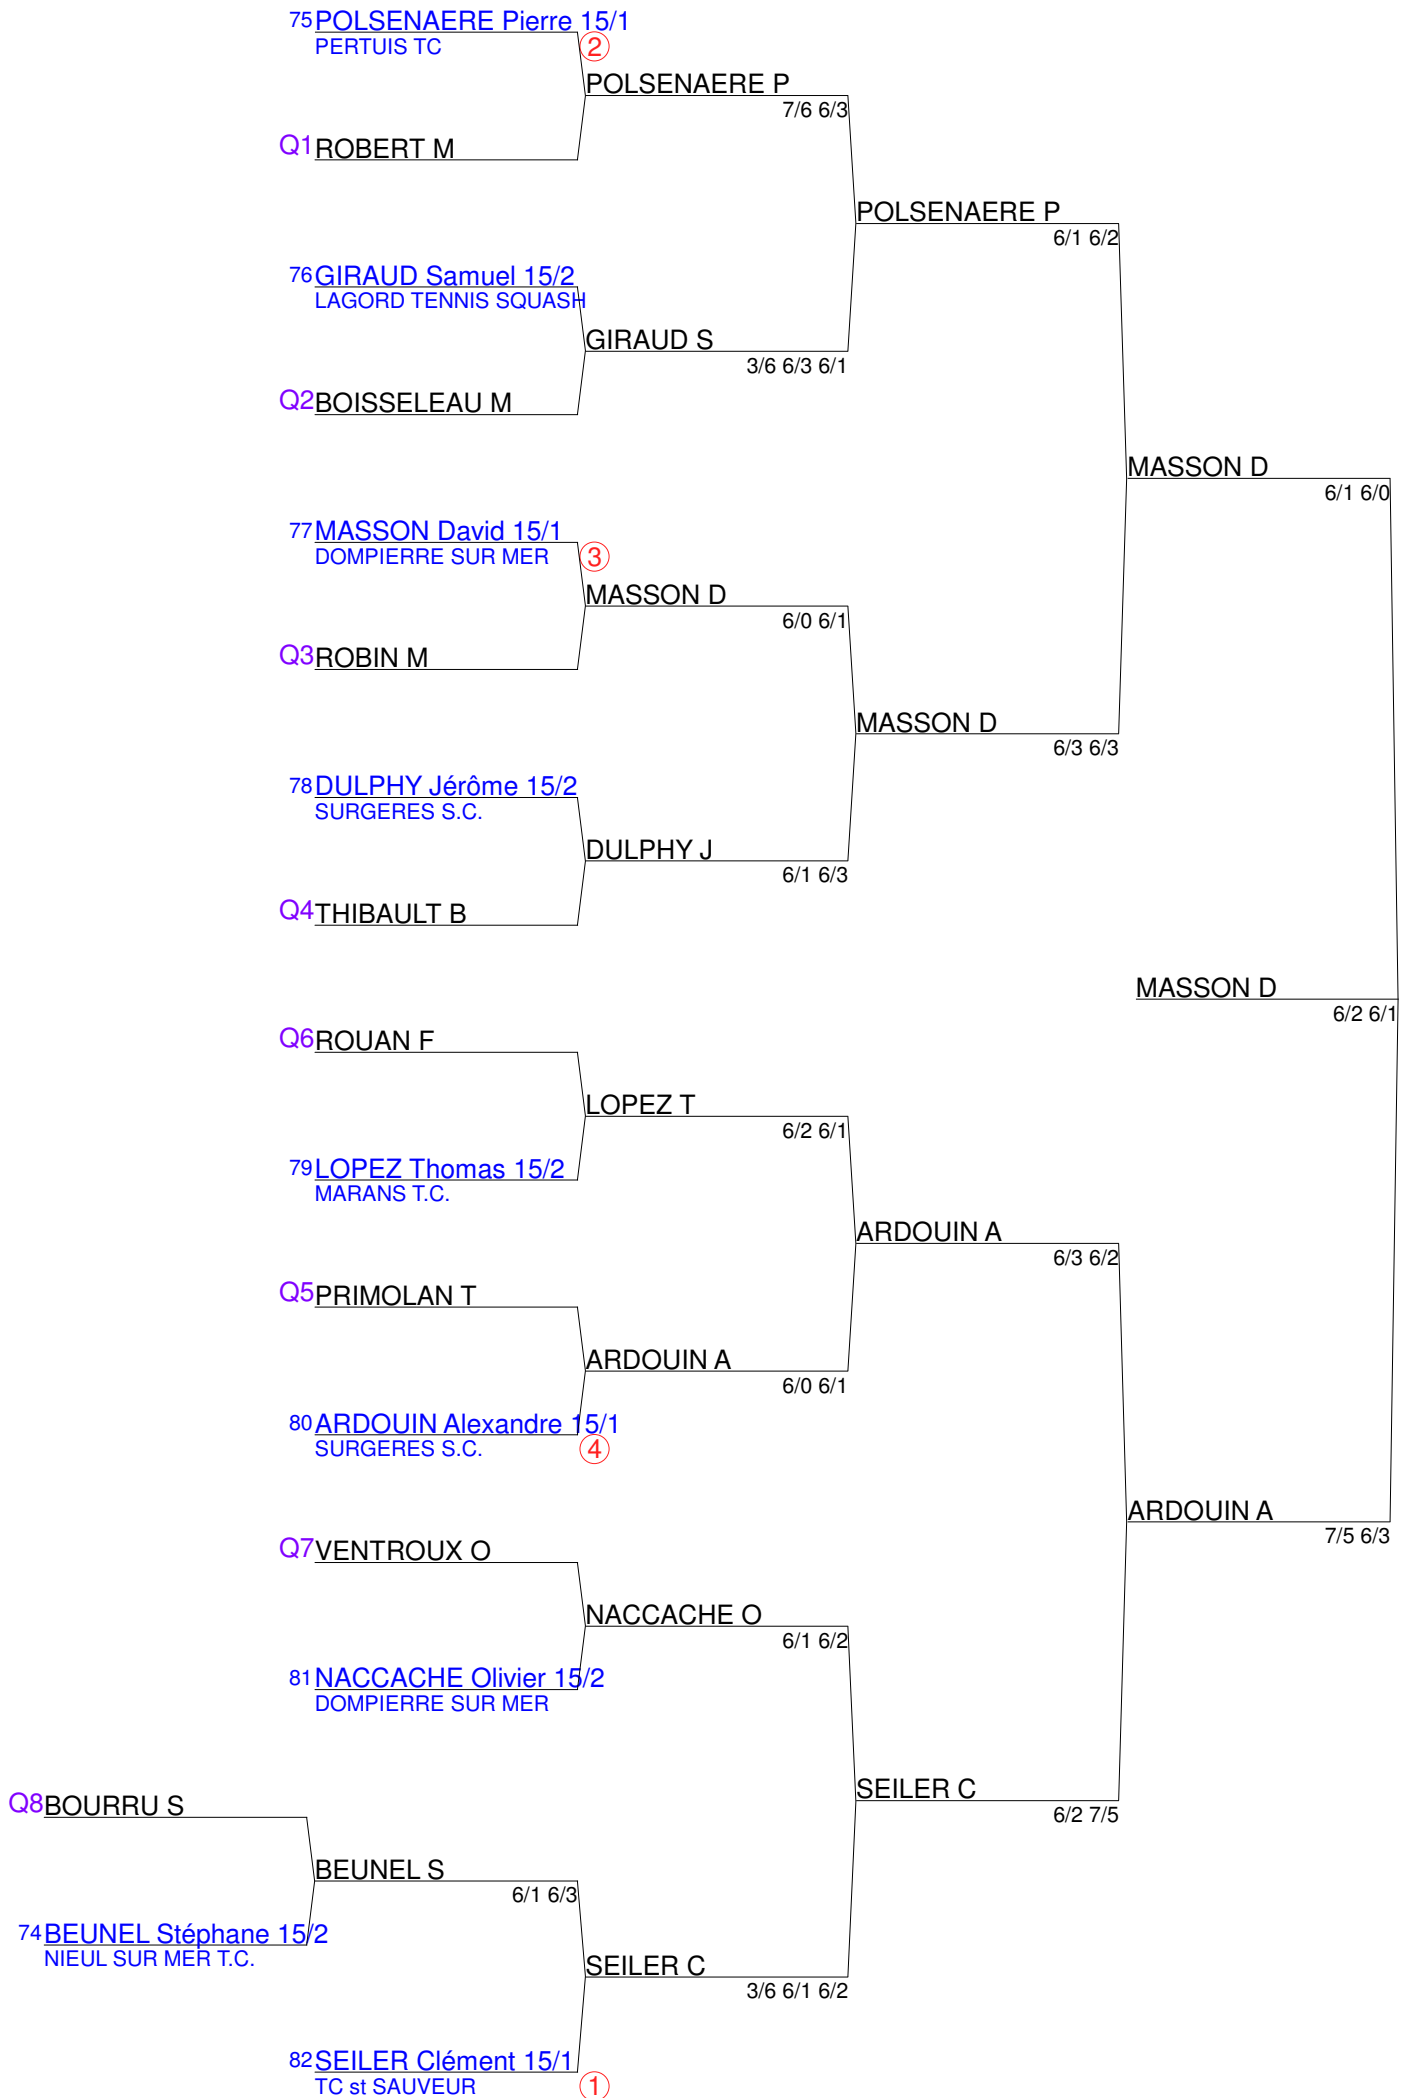 75 POLSENAERE Pierre 15/1
PERTUIS TC
2
POLSENAERE P
7/6 6/3
Q1 ROBERT M
POLSENAERE P
6/1 6/2
76 GIRAUD Samuel 15/2
LAGORD TENNIS SQUASH
GIRAUD S
3/6 6/3 6/1
Q2 BOISSELEAU M
MASSON D
6/1 6/0
77 MASSON David 15/1
DOMPIERRE SUR MER
3
MASSON D
6/0 6/1
Q3 ROBIN M
MASSON D
6/3 6/3
78 DULPHY Jérôme 15/2
SURGERES S.C.
DULPHY J
6/1 6/3
Q4 THIBAULT B
MASSON D
6/2 6/1
Q6 ROUAN F
LOPEZ T
6/2 6/1
79 LOPEZ Thomas 15/2
MARANS T.C.
ARDOUIN A
6/3 6/2
Q5 PRIMOLAN T
ARDOUIN A
6/0 6/1
80 ARDOUIN Alexandre 15/1
SURGERES S.C.
4
ARDOUIN A
7/5 6/3
Q7 VENTROUX O
NACCACHE O
6/1 6/2
81 NACCACHE Olivier 15/2
DOMPIERRE SUR MER
SEILER C
6/2 7/5
Q8 BOURRU S
BEUNEL S
6/1 6/3
74 BEUNEL Stéphane 15/2
NIEUL SUR MER T.C.
SEILER C
3/6 6/1 6/2
82 SEILER Clément 15/1
TC st SAUVEUR
1